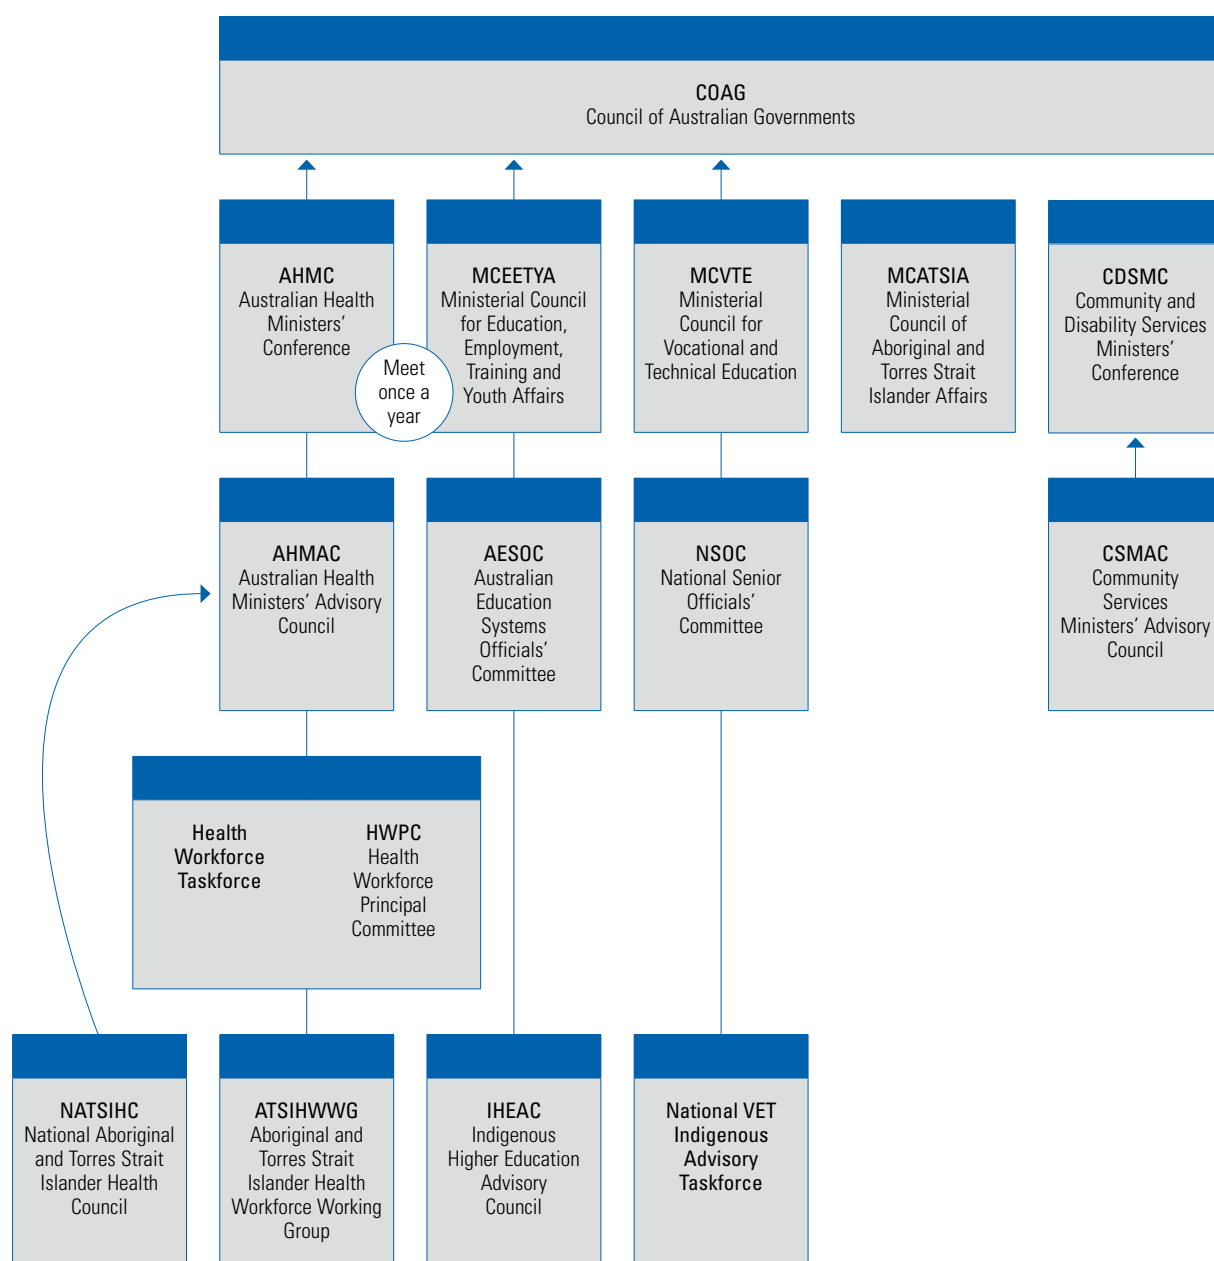 COAG
Council of Australian Governments
AHMC
Australian Health
Ministers’
Conference
MCEETYA
Ministerial Council
for Education,
Employment,
Training and
Youth Affairs
MCVTE
Ministerial
Council for
Vocational and
Technical Education
MCATSIA
Ministerial
Council of
Aboriginal and
Torres Strait
Islander Affairs
CDSMC
Community and
Disability Services
Ministers’
Conference
Meet
once a
year
AHMAC
Australian Health
Ministers’ Advisory
Council
AESOC
Australian
Education
Systems
Officials’
Committee
NSOC
National Senior
Officials’
Committee
CSMAC
Community
Services
Ministers’ Advisory
Council
Health
Workforce
Taskforce
HWPC
Health
Workforce
Principal
Committee
NATSIHC
National Aboriginal
and Torres Strait
Islander Health
Council
ATSIHWWG
Aboriginal and
Torres Strait
Islander Health
Workforce Working
Group
IHEAC
Indigenous
Higher Education
Advisory
Council
National VET
Indigenous
Advisory
Taskforce